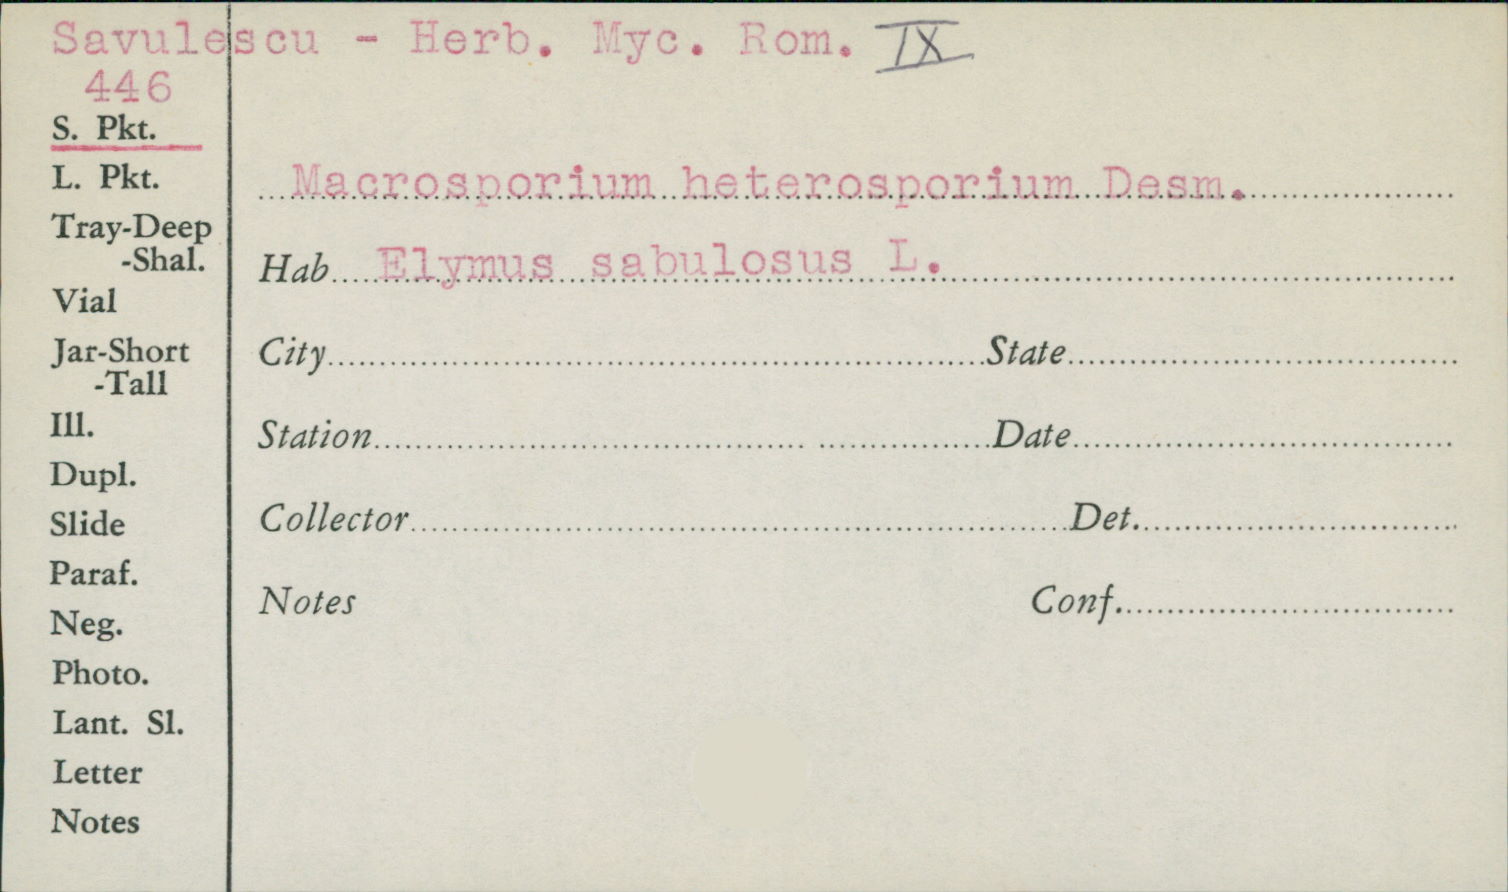 Savulescu - Herb. Myc. Rom. IX
446
S. Pkt.
L. Pkt.
Macrosporium heterosporium Desm.
Tray-Deep
-Shal.
Hab Elymus sabulosus L.
Vial
Jar-Short
-Tall
City State
Ill.
Station Date
Dupl.
Slide
Collector Det.
Paraf.
Neg.
Notes Conf.
Photo.
Lant. Sl.
Letter
Notes